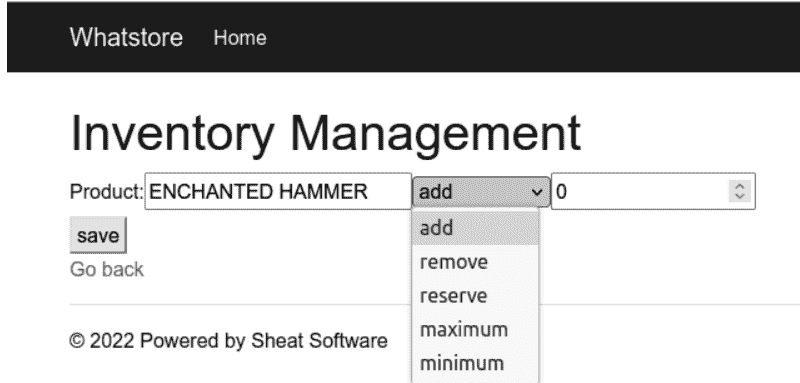 Whatstore Home
Inventory Management
Product: ENCHANTED HAMMER add 0
save
add
remove
reserve
maximum
minimum
Go back
© 2022 Powered by Sheat Software